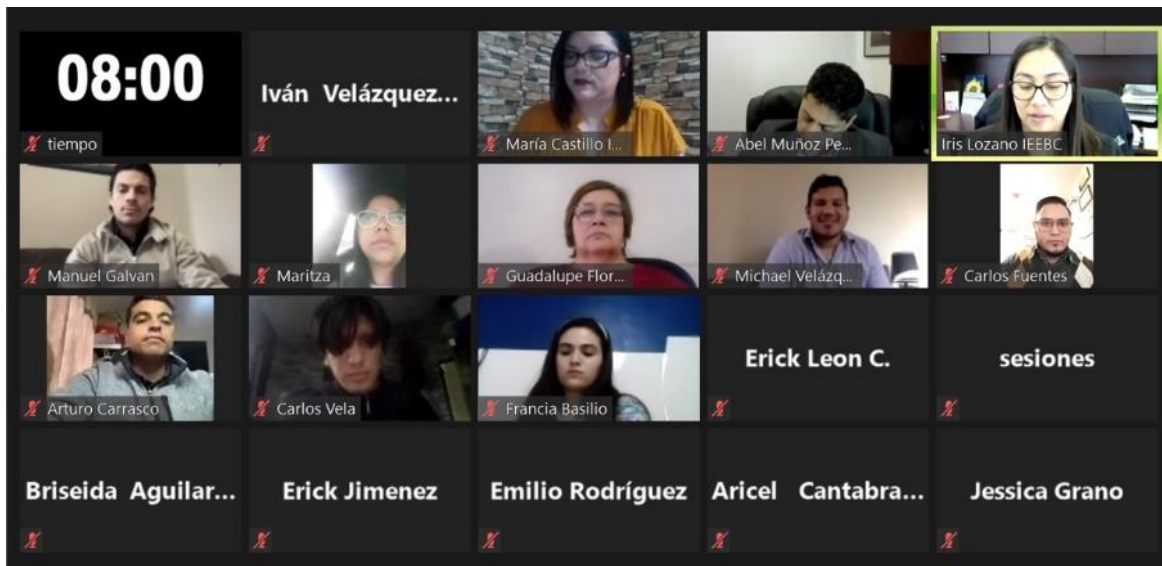 08:00
tiempo
Iván Velázquez...
María Castillo I...
Abel Muñoz Pe...
Iris Lozano IEEBC
Manuel Galvan
Maritza
Guadalupe Flor...
Michael Velázq...
Carlos Fuentes
Arturo Carrasco
Carlos Vela
Francia Basilio
Erick Leon C.
sesiones
Briseida Aguilar...
Erick Jimenez
Emilio Rodríguez
Aricel Cantabra...
Jessica Grano